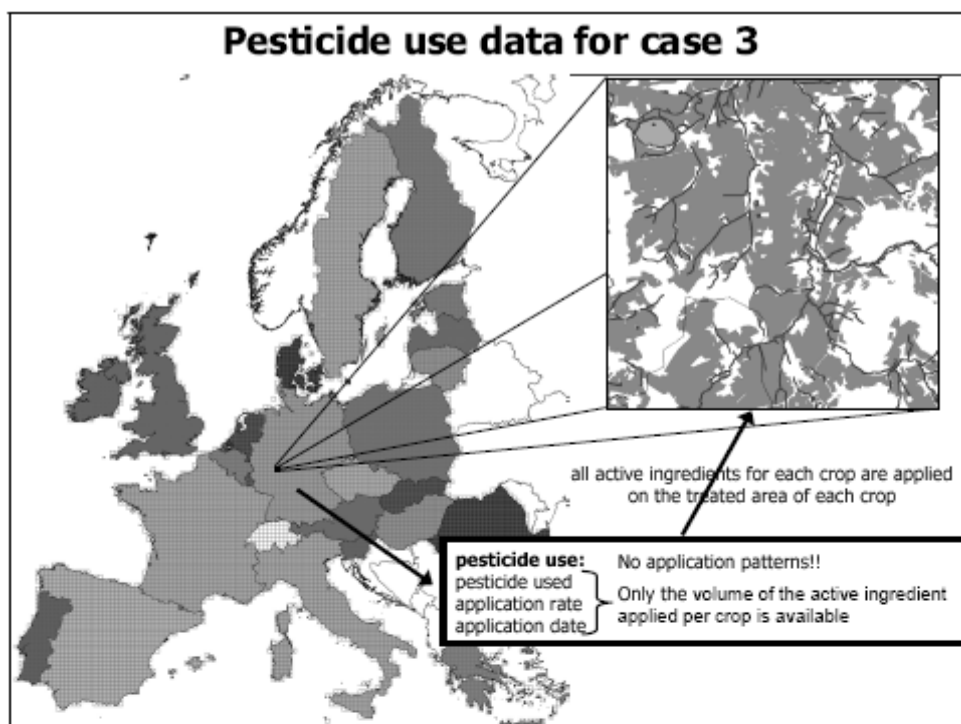 Pesticide use data for case 3
all active ingredients for each crop are applied
on the treated area of each crop
pesticide use:
pesticide used
application rate
application date
No application patterns!!
Only the volume of the active ingredient
applied per crop is available